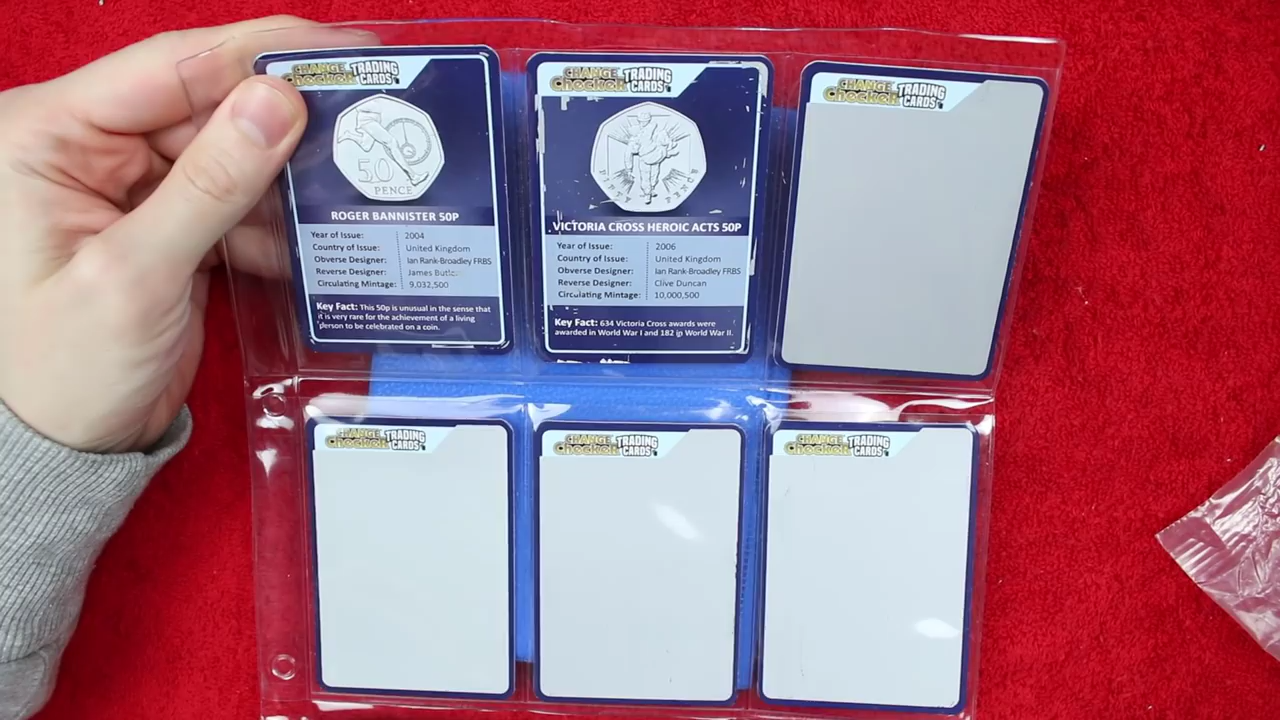 CHANGE
Checker
TRADING
CARDS
50
PENCE
ROGER BANNISTER 50P
Year of Issue: 2004
Country of Issue: United Kingdom
Obverse Designer: Ian Rank-Broadley FRBS
Reverse Designer: James Butler
Circulating Mintage: 9,032,500
Key Fact: This 50p is unusual in the sense that
it is very rare for the achievement of a living
person to be celebrated on a coin.
CHANGE
Checker
TRADING
CARDS
FIFTY PENCE
VICTORIA CROSS HEROIC ACTS 50P
Year of Issue: 2006
Country of Issue: United Kingdom
Obverse Designer: Ian Rank-Broadley FRBS
Reverse Designer: Clive Duncan
Circulating Mintage: 10,000,500
Key Fact: 634 Victoria Cross awards were
awarded in World War I and 182 in World War II.
CHANGE
Checker
TRADING
CARDS
CHANGE
Checker
TRADING
CARDS
CHANGE
Checker
TRADING
CARDS
CHANGE
Checker
TRADING
CARDS